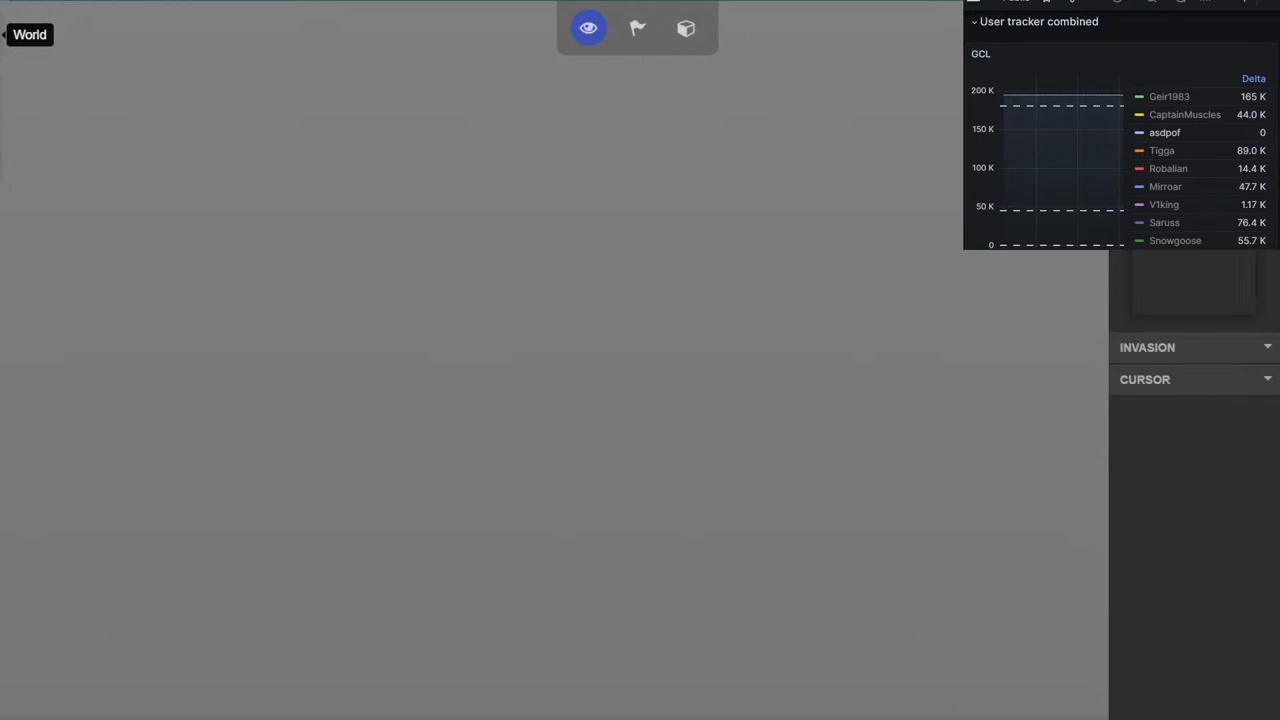 World
User tracker combined
GCL
Delta
200 K
150 K
100 K
50 K
0
Geir1983 165 K
CaptainMuscles 44.0 K
asdpof 0
Tigga 89.0 K
Robalian 14.4 K
Mirroar 47.7 K
V1king 1.17 K
Saruss 76.4 K
Snowgoose 55.7 K
INVASION
CURSOR